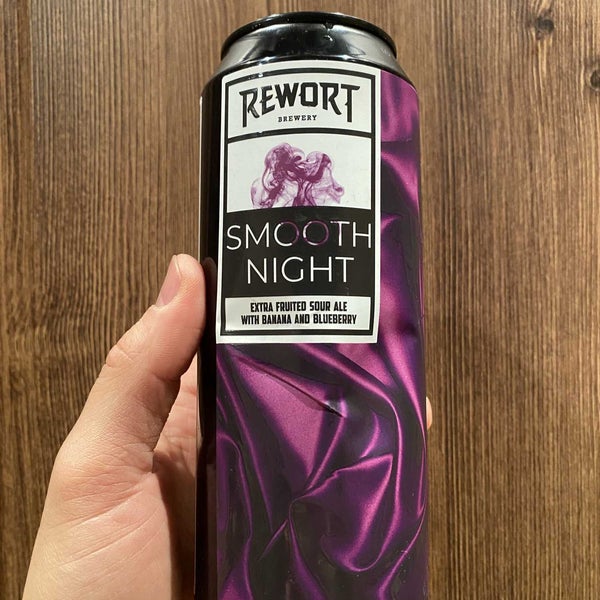 REWORT
BREWERY
SMOOTH
NIGHT
EXTRA FRUITED SOUR ALE
WITH BANANA AND BLUEBERRY